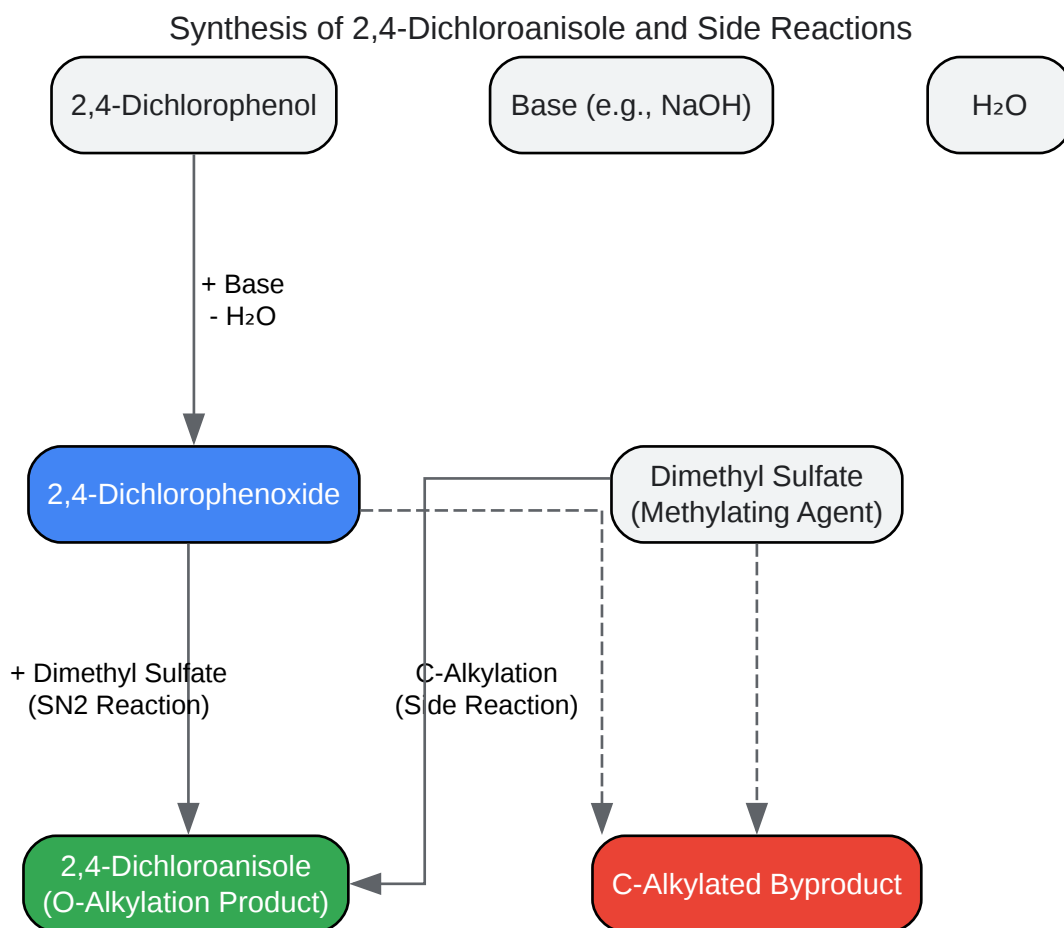 Synthesis of 2,4-Dichloroanisole and Side Reactions
2,4-Dichlorophenol
Base (e.g., NaOH)
H₂O
+ Base
- H₂O
2,4-Dichlorophenoxide
Dimethyl Sulfate
(Methylating Agent)
+ Dimethyl Sulfate
(SN2 Reaction)
C-Alkylation
(Side Reaction)
2,4-Dichloroanisole
(O-Alkylation Product)
C-Alkylated Byproduct